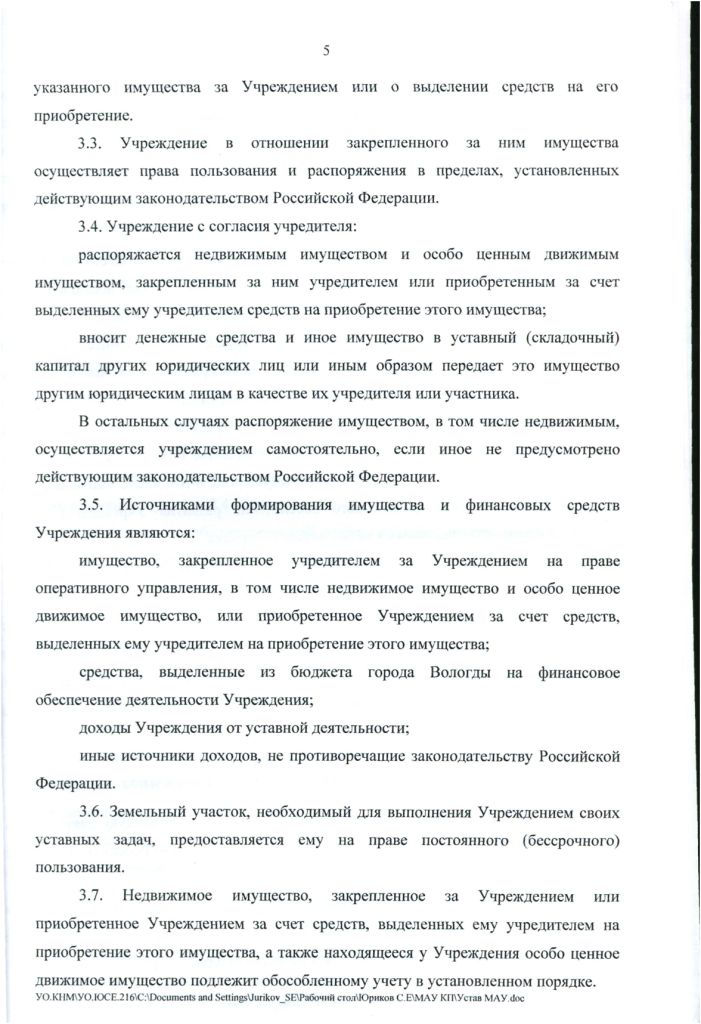 5
указанного имущества за Учреждением или о выделении средств на его
приобретение.
3.3. Учреждение в отношении закрепленного за ним имущества
осуществляет права пользования и распоряжения в пределах, установленных
действующим законодательством Российской Федерации.
3.4. Учреждение с согласия учредителя:
распоряжается недвижимым имуществом и особо ценным движимым
имуществом, закрепленным за ним учредителем или приобретенным за счет
выделенных ему учредителем средств на приобретение этого имущества;
вносит денежные средства и иное имущество в уставный (складочный)
капитал других юридических лиц или иным образом передает это имущество
другим юридическим лицам в качестве их учредителя или участника.
В остальных случаях распоряжение имуществом, в том числе недвижимым,
осуществляется учреждением самостоятельно, если иное не предусмотрено
действующим законодательством Российской Федерации.
3.5. Источниками формирования имущества и финансовых средств
Учреждения являются:
имущество, закрепленное учредителем за Учреждением на праве
оперативного управления, в том числе недвижимое имущество и особо ценное
движимое имущество, или приобретенное Учреждением за счет средств,
выделенных ему учредителем на приобретение этого имущества;
средства, выделенные из бюджета города Вологды на финансовое
обеспечение деятельности Учреждения;
доходы Учреждения от уставной деятельности;
иные источники доходов, не противоречащие законодательству Российской
Федерации.
3.6. Земельный участок, необходимый для выполнения Учреждением своих
уставных задач, предоставляется ему на праве постоянного (бессрочного)
пользования.
3.7. Недвижимое имущество, закрепленное за Учреждением или
приобретенное Учреждением за счет средств, выделенных ему учредителем на
приобретение этого имущества, а также находящееся у Учреждения особо ценное
движимое имущество подлежит обособленному учету в установленном порядке.
УО.КНМ\УО.ЮСЕ.216\C:\Documents and Settings\Jurikov_SE\Рабочий стол\Юриков С.Е\МАУ КП\Устав МАУ.doc